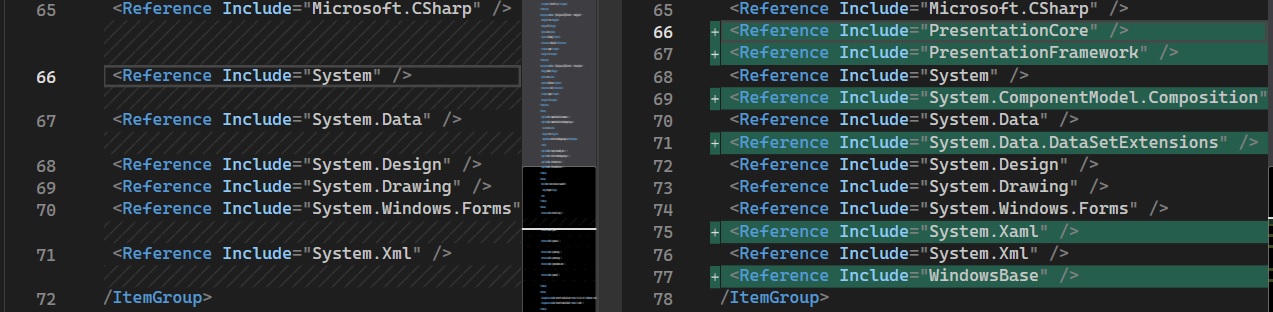 65 <Reference Include="Microsoft.CSharp" />
66 <Reference Include="System" />
67 <Reference Include="System.Data" />
68 <Reference Include="System.Design" />
69 <Reference Include="System.Drawing" />
70 <Reference Include="System.Windows.Forms"
71 <Reference Include="System.Xml" />
72 /ItemGroup>
65 <Reference Include="Microsoft.CSharp" />
66 + <Reference Include="PresentationCore" />
67 + <Reference Include="PresentationFramework" />
68 <Reference Include="System" />
69 + <Reference Include="System.ComponentModel.Composition"
70 <Reference Include="System.Data" />
71 + <Reference Include="System.Data.DataSetExtensions" />
72 <Reference Include="System.Design" />
73 <Reference Include="System.Drawing" />
74 <Reference Include="System.Windows.Forms" />
75 + <Reference Include="System.Xaml" />
76 <Reference Include="System.Xml" />
77 + <Reference Include="WindowsBase" />
78 /ItemGroup>